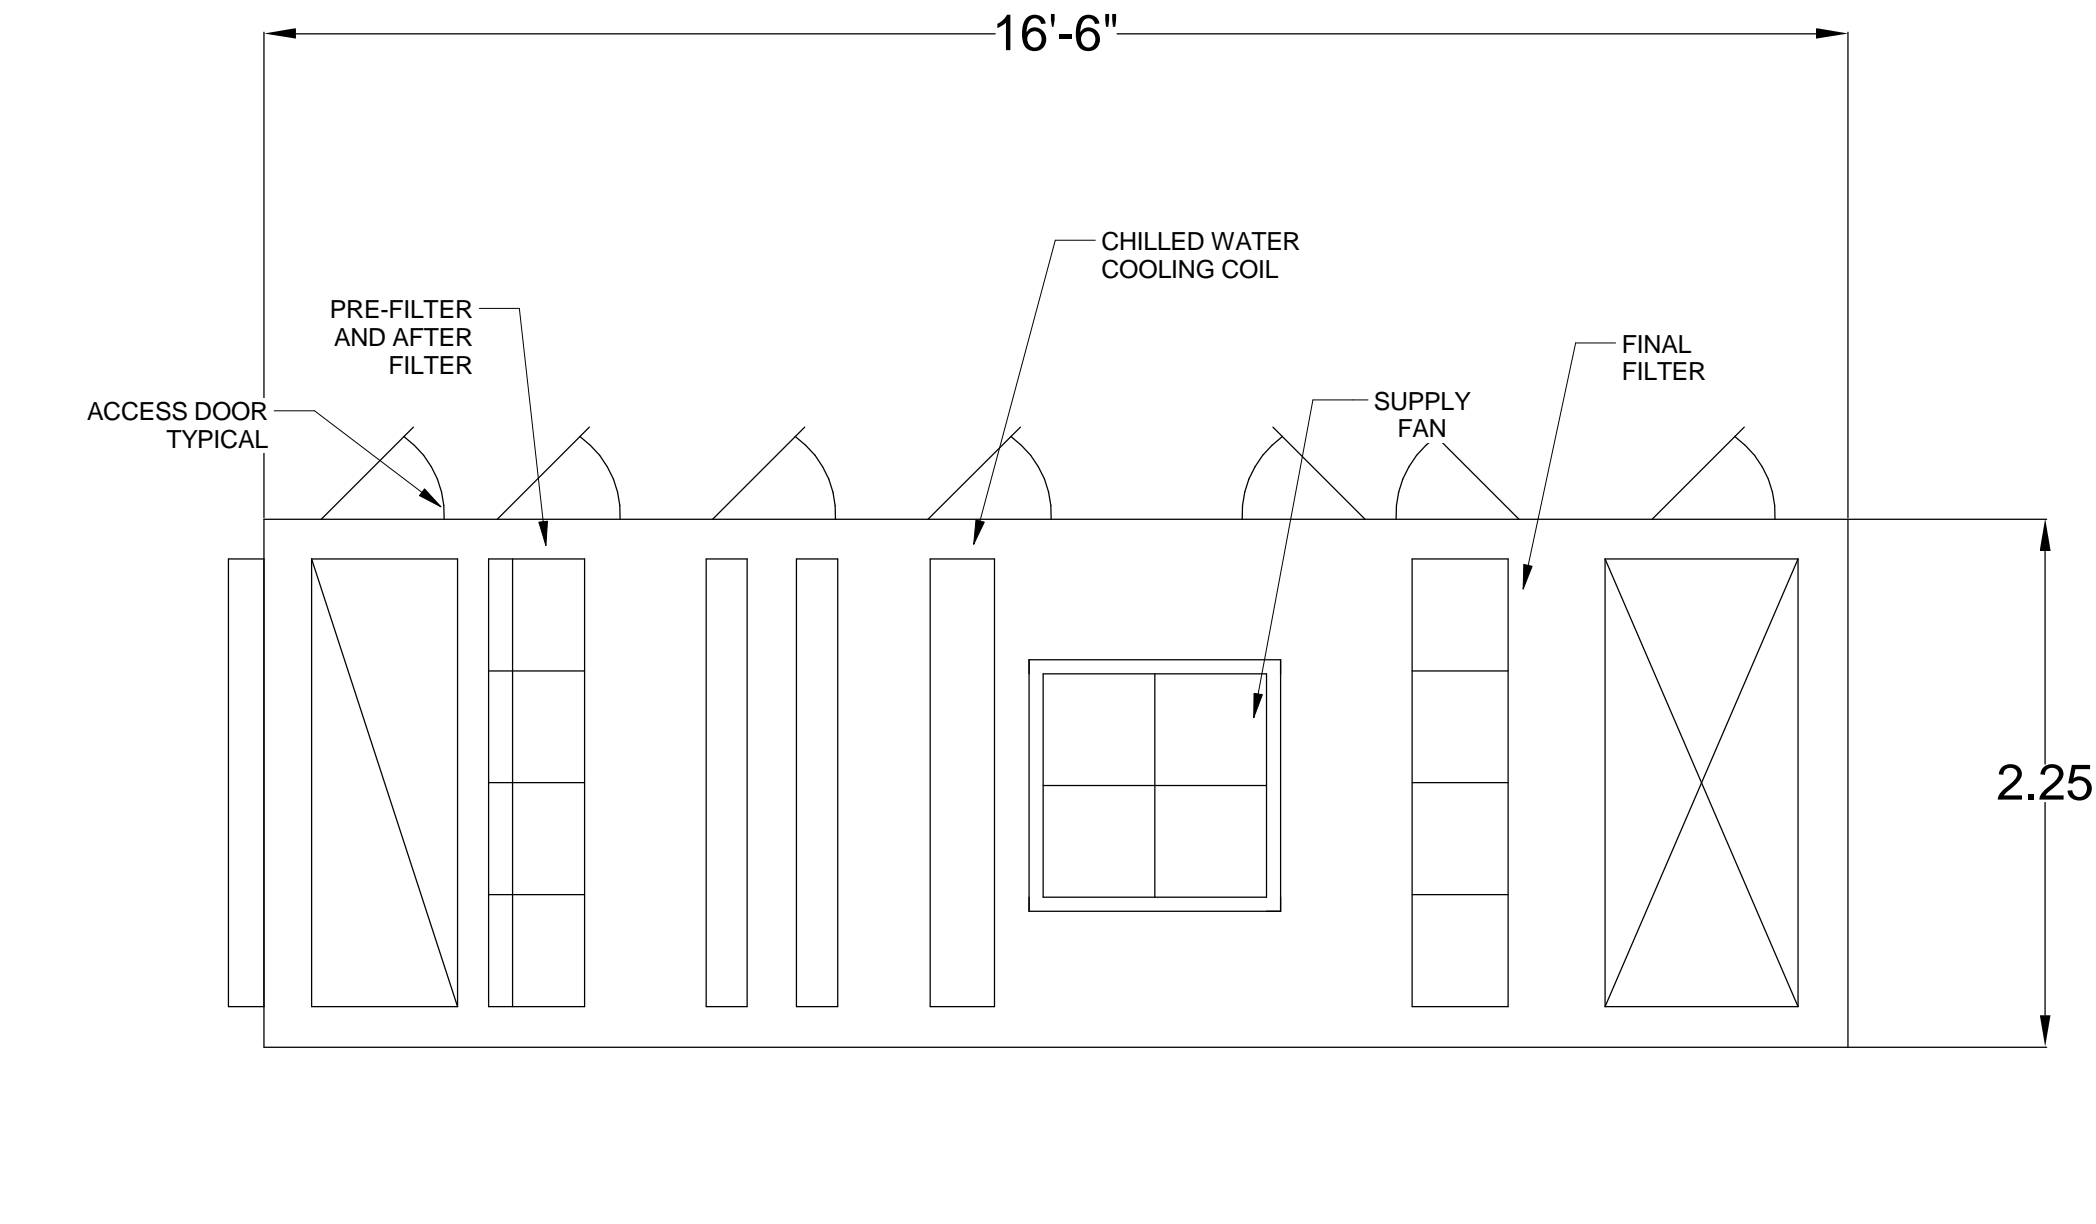 16'-6"
CHILLED WATER
COOLING COIL
PRE-FILTER
AND AFTER
FILTER
FINAL
FILTER
SUPPLY
FAN
ACCESS DOOR
TYPICAL
2.25